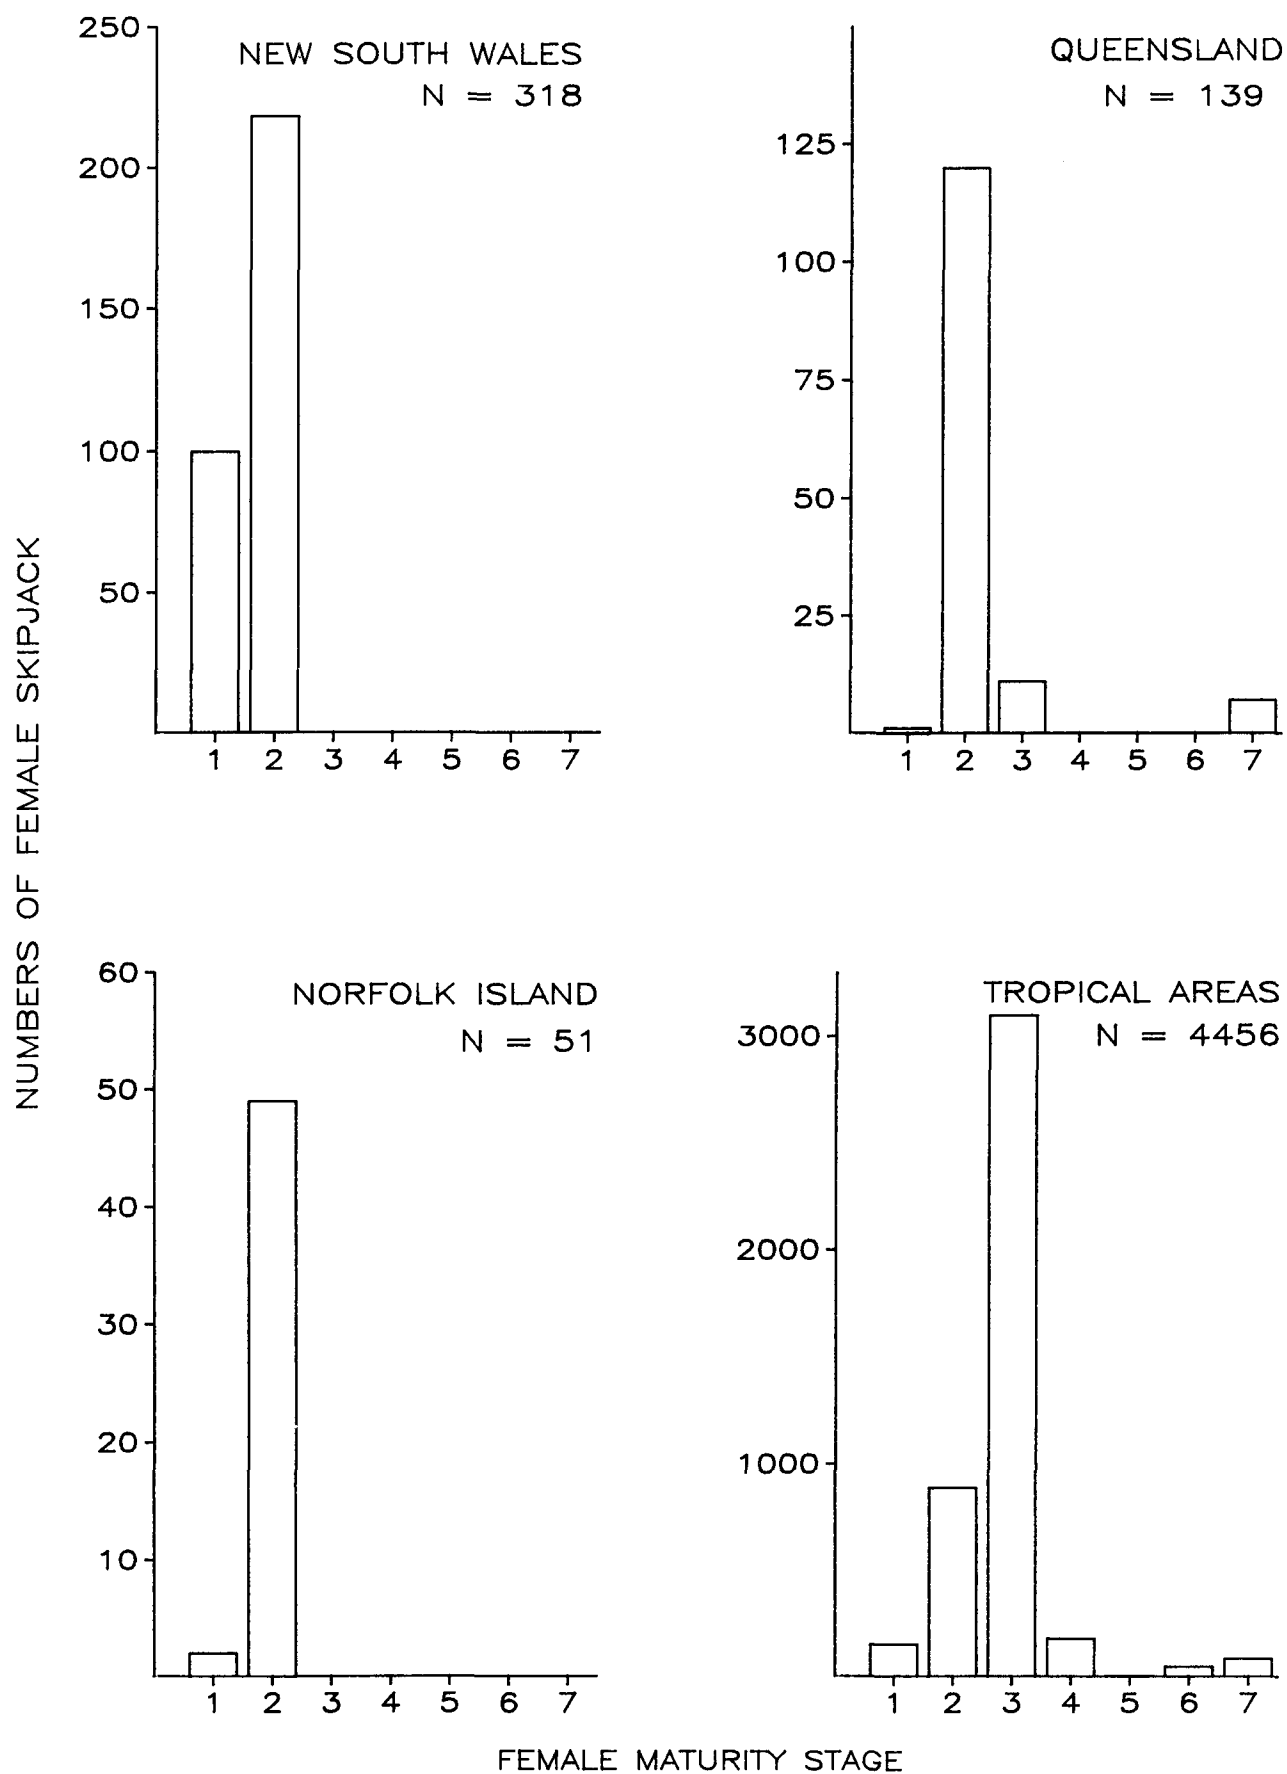 NUMBERS OF FEMALE SKIPJACK
NEW SOUTH WALES
N = 318
250
200
150
100
50
1 2 3 4 5 6 7
QUEENSLAND
N = 139
125
100
75
50
25
1 2 3 4 5 6 7
NORFOLK ISLAND
N = 51
60
50
40
30
20
10
1 2 3 4 5 6 7
TROPICAL AREAS
N = 4456
3000
2000
1000
1 2 3 4 5 6 7
FEMALE MATURITY STAGE